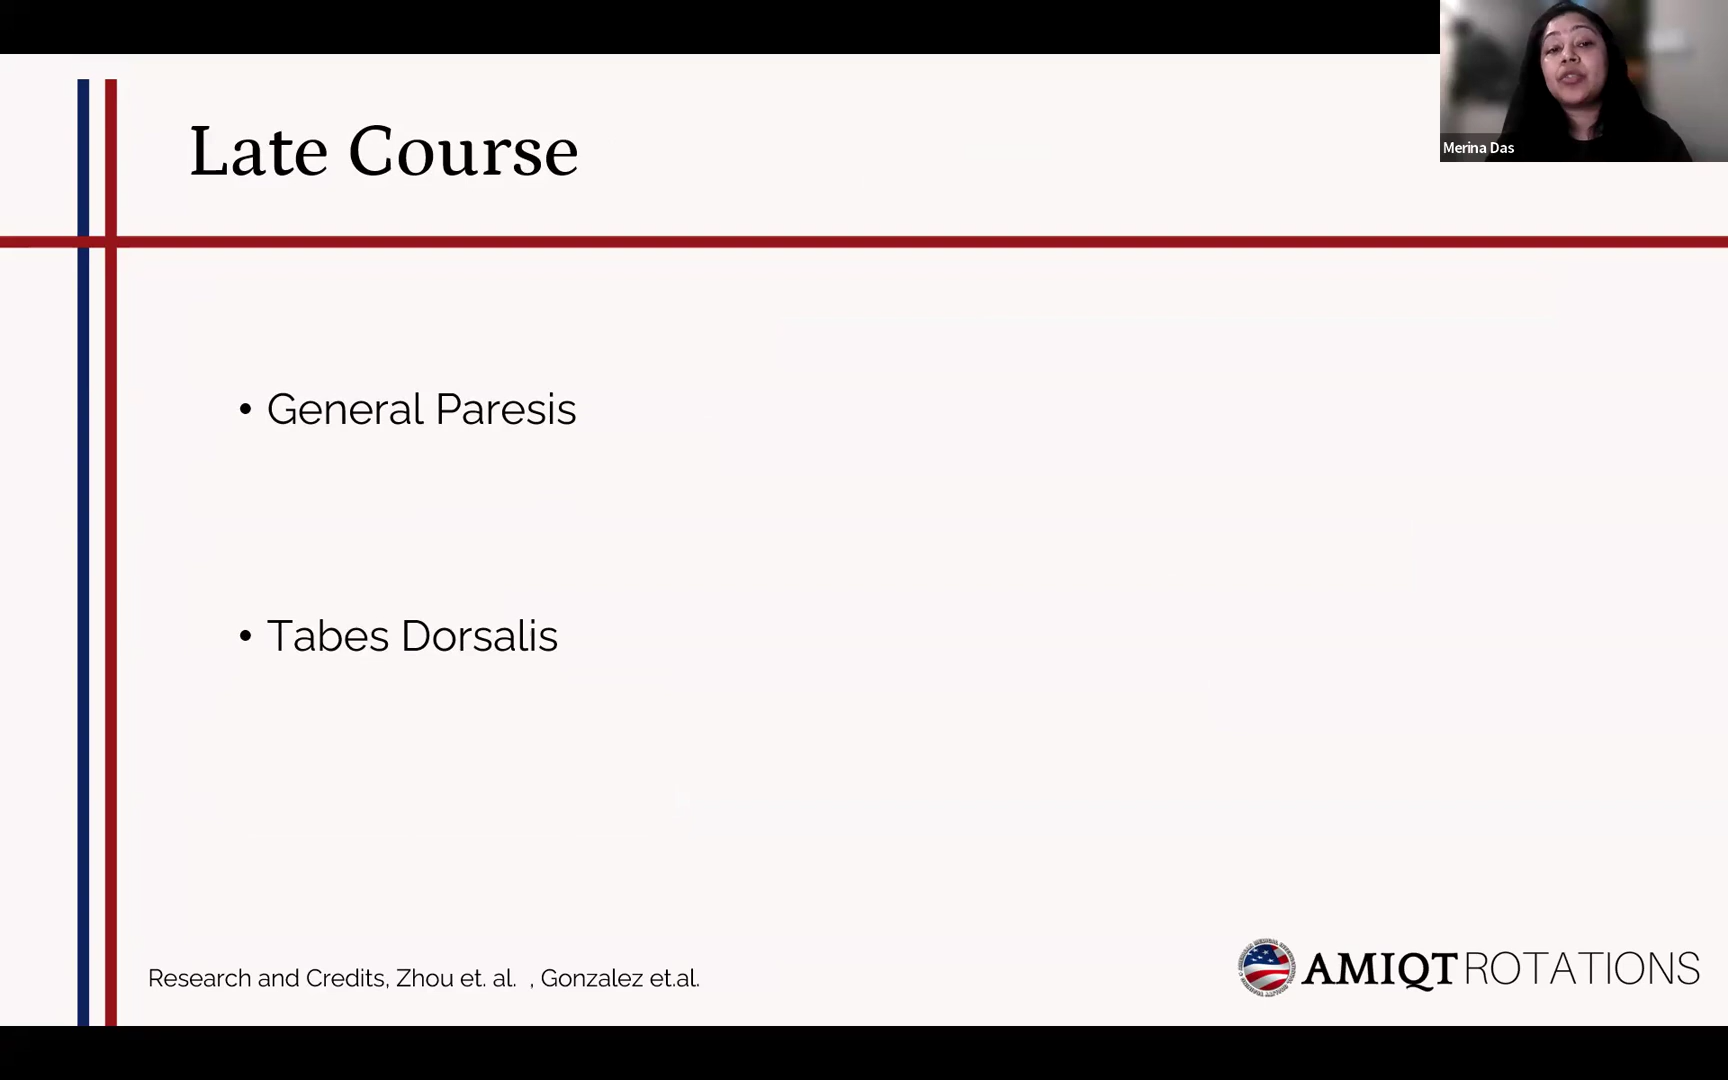 Merina Das
Late Course
• General Paresis
• Tabes Dorsalis
Research and Credits, Zhou et. al.  , Gonzalez et.al.
AMIQT ROTATIONS